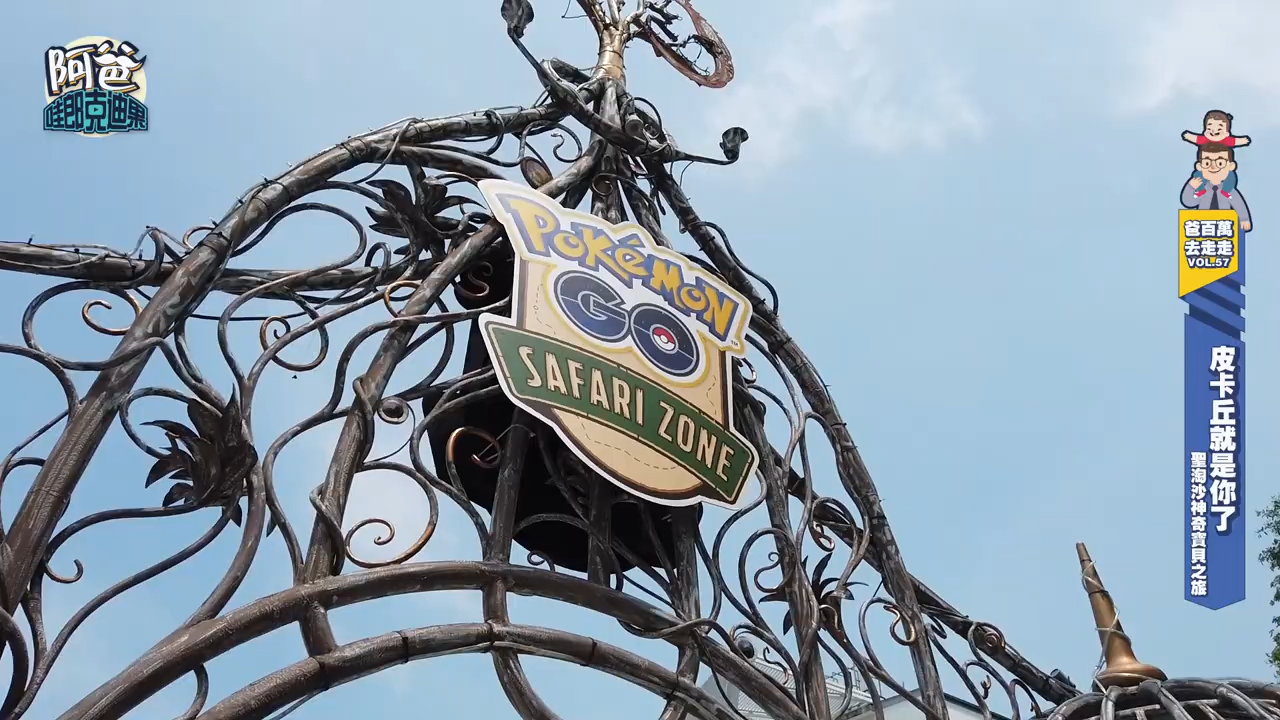 阿爸
哇郎克迪果
POKÉMON
GO
SAFARI ZONE
爸百萬
去走走
VOL.57
皮卡丘就是你了
聖淘沙神奇寶貝之旅